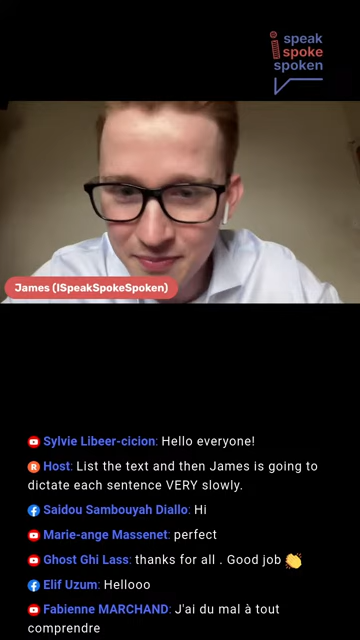 i speak
spoke
spoken
James (ISpeakSpokeSpoken)
Sylvie Libeer-cicion: Hello everyone!
R Host: List the text and then James is going to
dictate each sentence VERY slowly.
Saidou Sambouyah Diallo: Hi
Marie-ange Massenet: perfect
Ghost Ghi Lass: thanks for all . Good job 👏
Elif Uzum: Hellooo
Fabienne MARCHAND: J'ai du mal à tout
comprendre